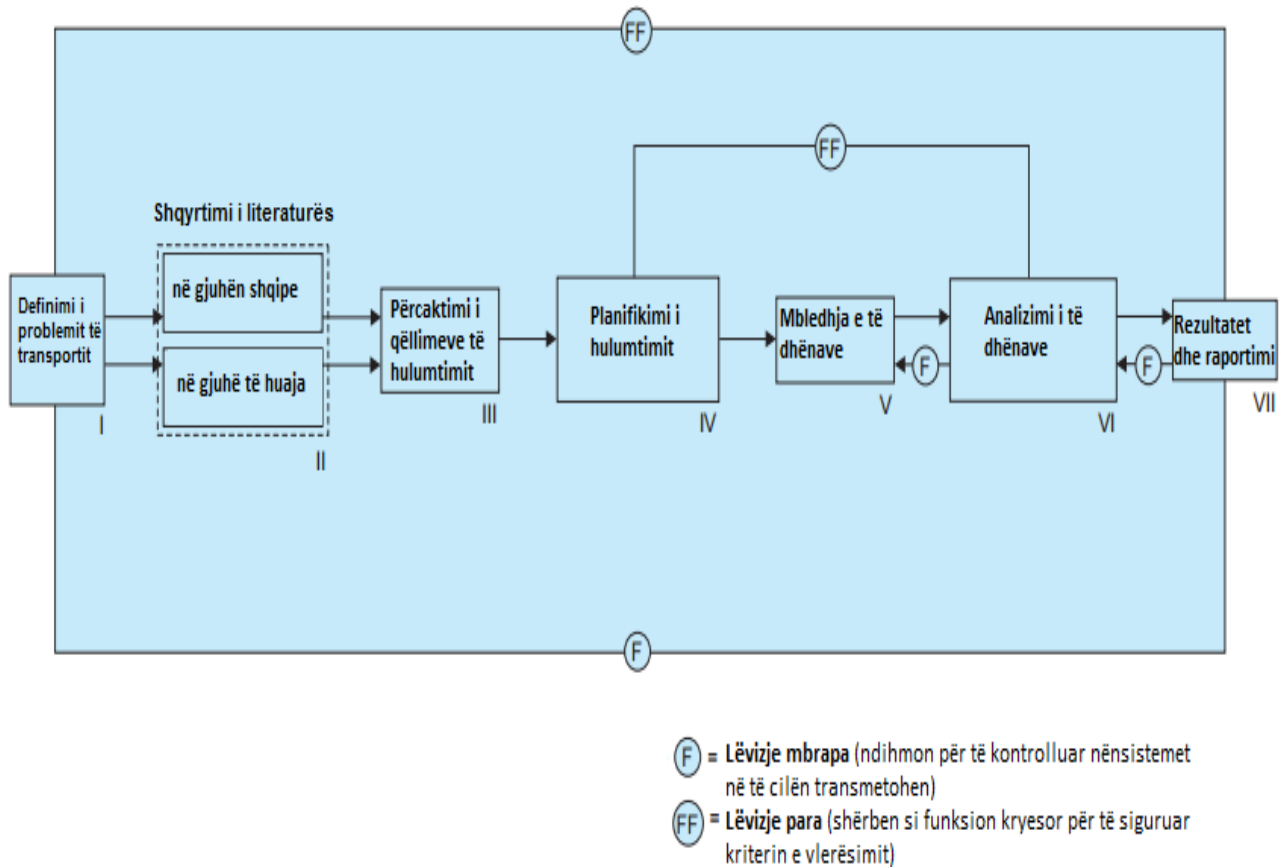 FF
FF
Shqyrtimi i literaturës
Definimi i
problemit të
transportit
I
në gjuhën shqipe
në gjuhë të huaja
II
Përcaktimi i
qëllimeve të
hulumtimit
III
Planifikimi i
hulumtimit
IV
Mbledhja e të
dhënave
V
F
Analizimi i të
dhënave
VI
F
Rezultatet
dhe raportimi
VII
F
F = Lëvizje mbrapa (ndihmon për të kontrolluar nënsistemet
në të cilën transmetohen)
FF = Lëvizje para (shërben si funksion kryesor për të siguruar
kriterin e vlerësimit)